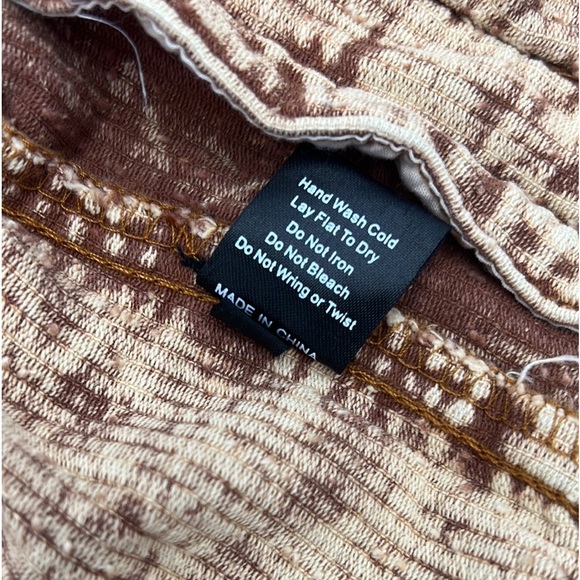 Hand Wash Cold
Lay Flat To Dry
Do Not Iron
Do Not Bleach
Do Not Wring or Twist
MADE IN CHINA